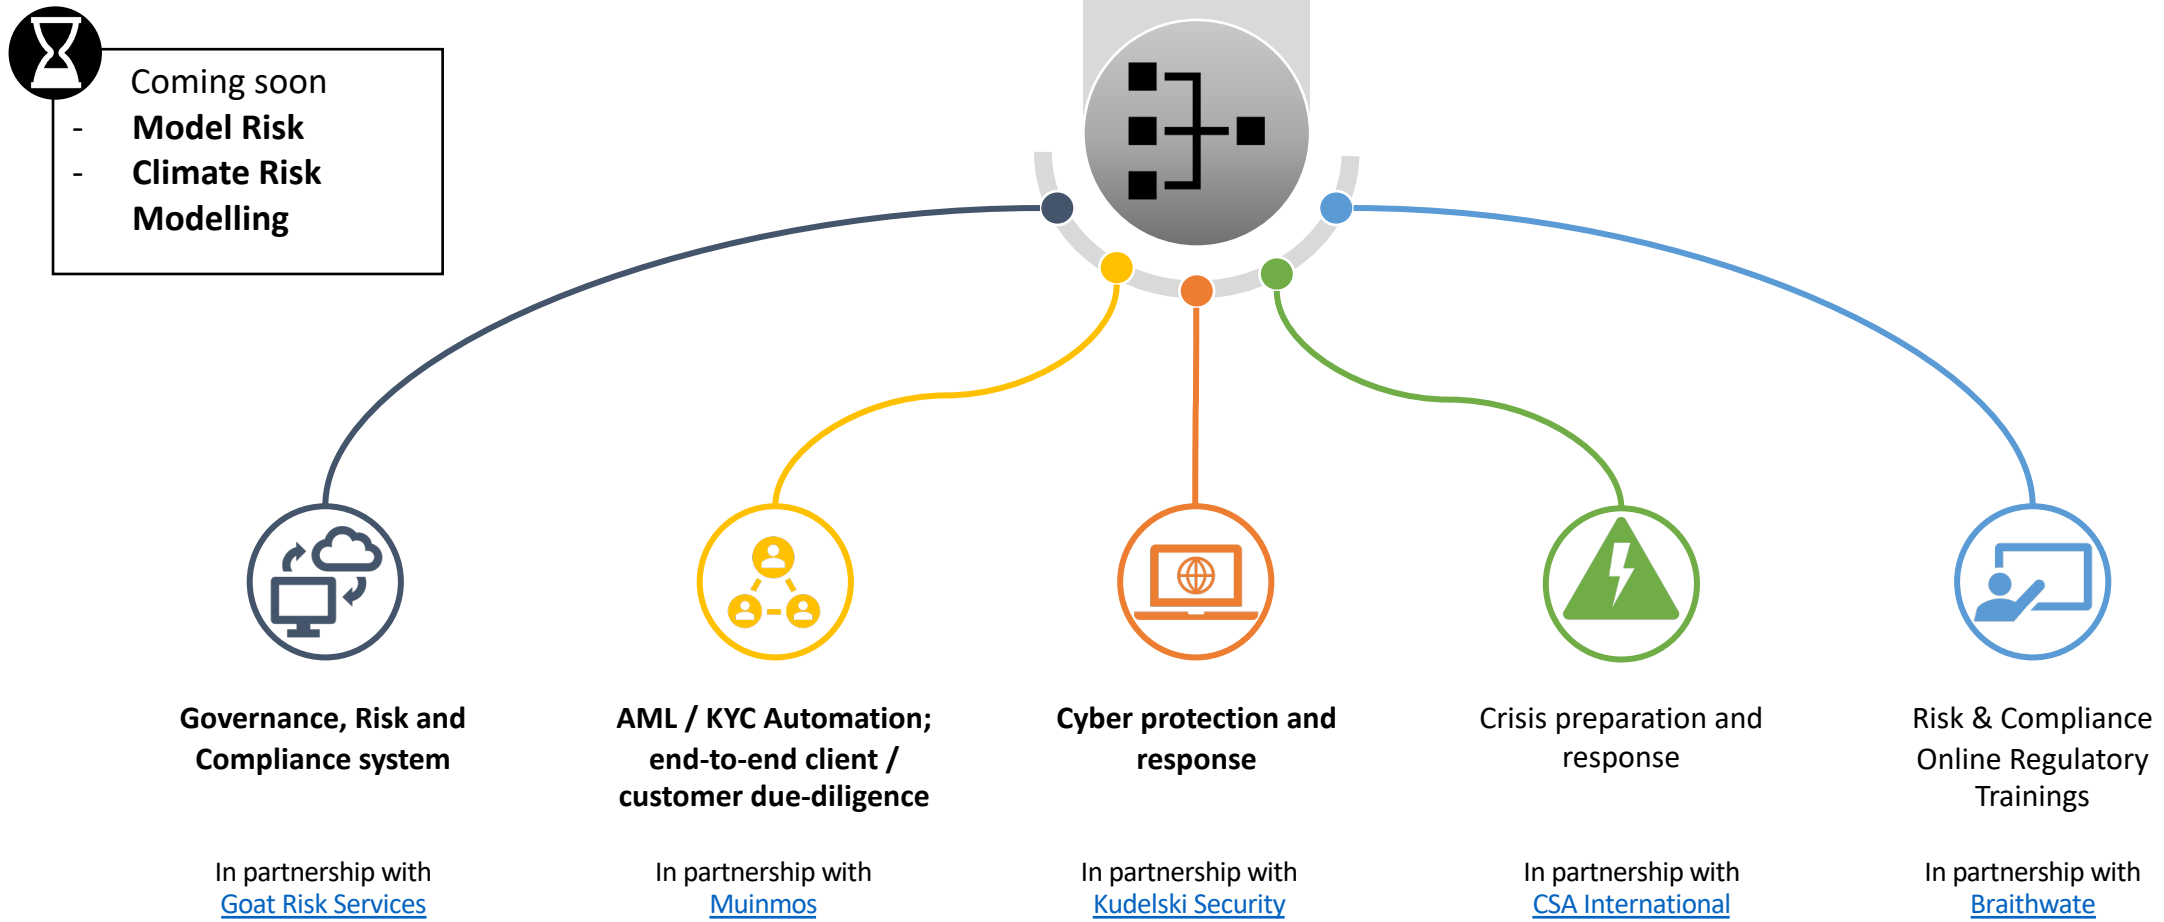 Coming soon
- Model Risk
- Climate Risk
Modelling
Governance, Risk and
Compliance system
In partnership with
Goat Risk Services
AML / KYC Automation;
end-to-end client /
customer due-diligence
In partnership with
Muinmos
Cyber protection and
response
In partnership with
Kudelski Security
Crisis preparation and
response
In partnership with
CSA International
Risk & Compliance
Online Regulatory
Trainings
In partnership with
Braithwate